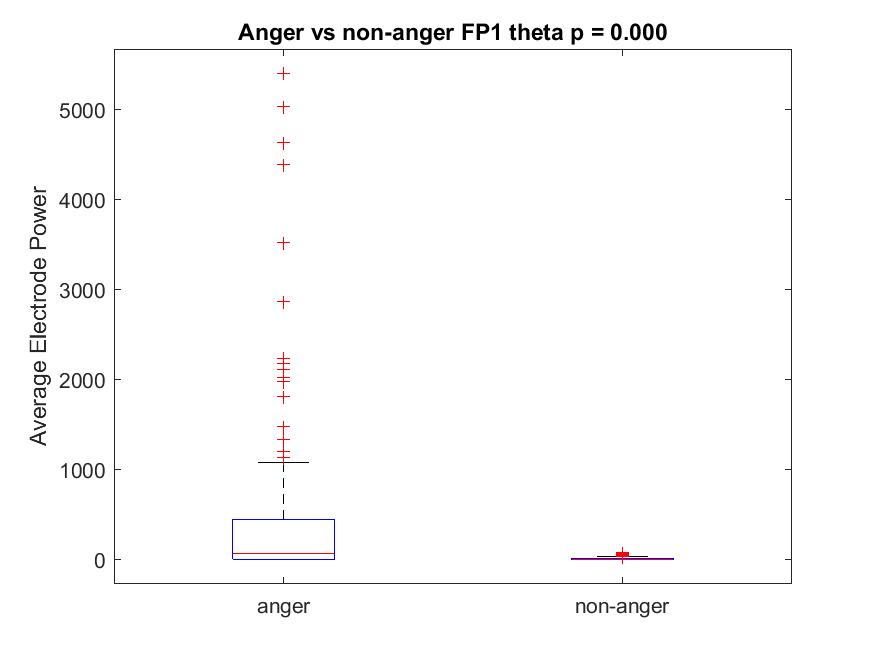 Anger vs non-anger FP1 theta p = 0.000
Average Electrode Power
5000
4000
3000
2000
1000
0
anger non-anger